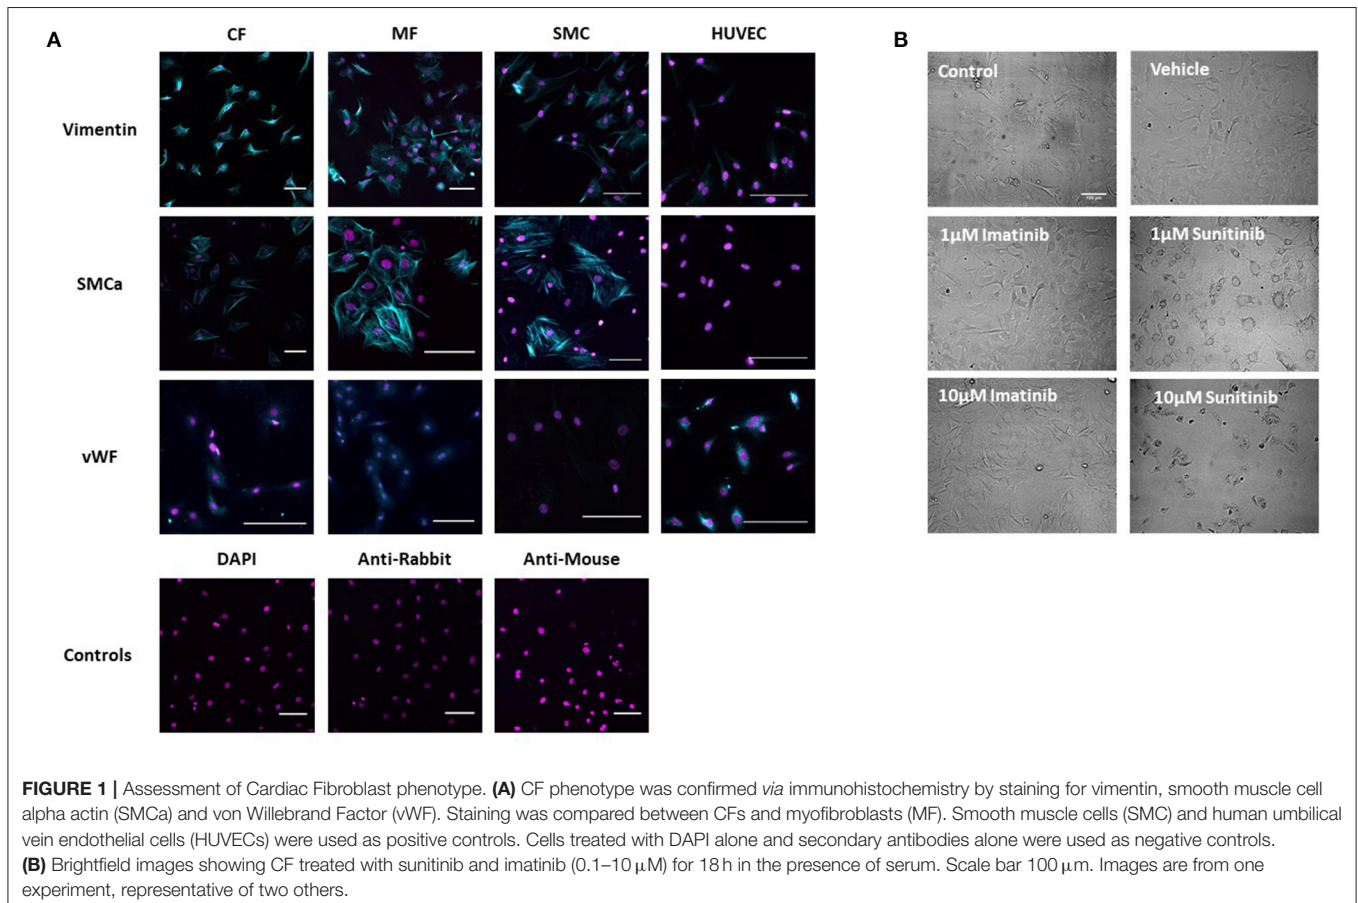 A
CF
MF
SMC
HUVEC
Vimentin
SMCa
vWF
DAPI
Anti-Rabbit
Anti-Mouse
Controls
B
Control
Vehicle
100 μm
1μM Imatinib
1μM Sunitinib
10μM Imatinib
10μM Sunitinib
FIGURE 1 | Assessment of Cardiac Fibroblast phenotype. (A) CF phenotype was confirmed via immunohistochemistry by staining for vimentin, smooth muscle cell
alpha actin (SMCa) and von Willebrand Factor (vWF). Staining was compared between CFs and myofibroblasts (MF). Smooth muscle cells (SMC) and human umbilical
vein endothelial cells (HUVECs) were used as positive controls. Cells treated with DAPI alone and secondary antibodies alone were used as negative controls.
(B) Brightfield images showing CF treated with sunitinib and imatinib (0.1–10 μM) for 18 h in the presence of serum. Scale bar 100 μm. Images are from one
experiment, representative of two others.